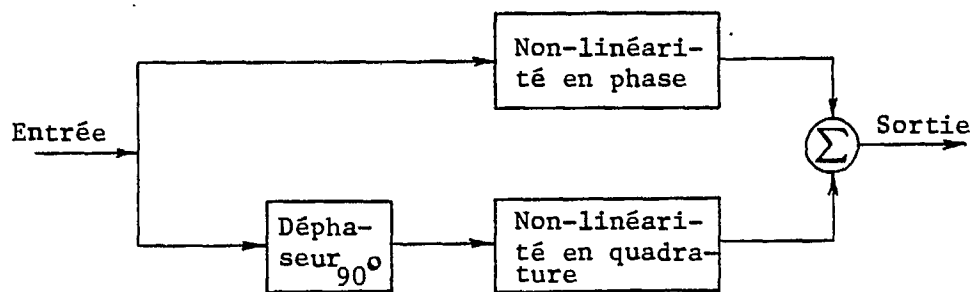 Non-linéari-
té en phase
Entrée
Σ
Sortie
Dépha-
seur 90°
Non-linéari-
té en quadra-
ture